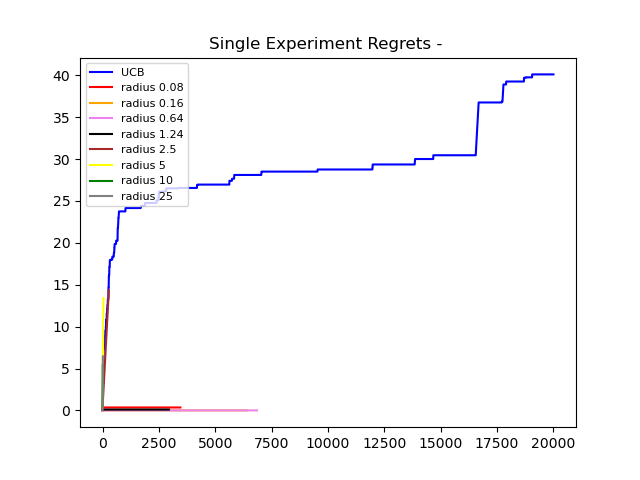 Single Experiment Regrets -
UCB
radius 0.08
radius 0.16
radius 0.64
radius 1.24
radius 2.5
radius 5
radius 10
radius 25
40
35
30
25
20
15
10
5
0
0 2500 5000 7500 10000 12500 15000 17500 20000